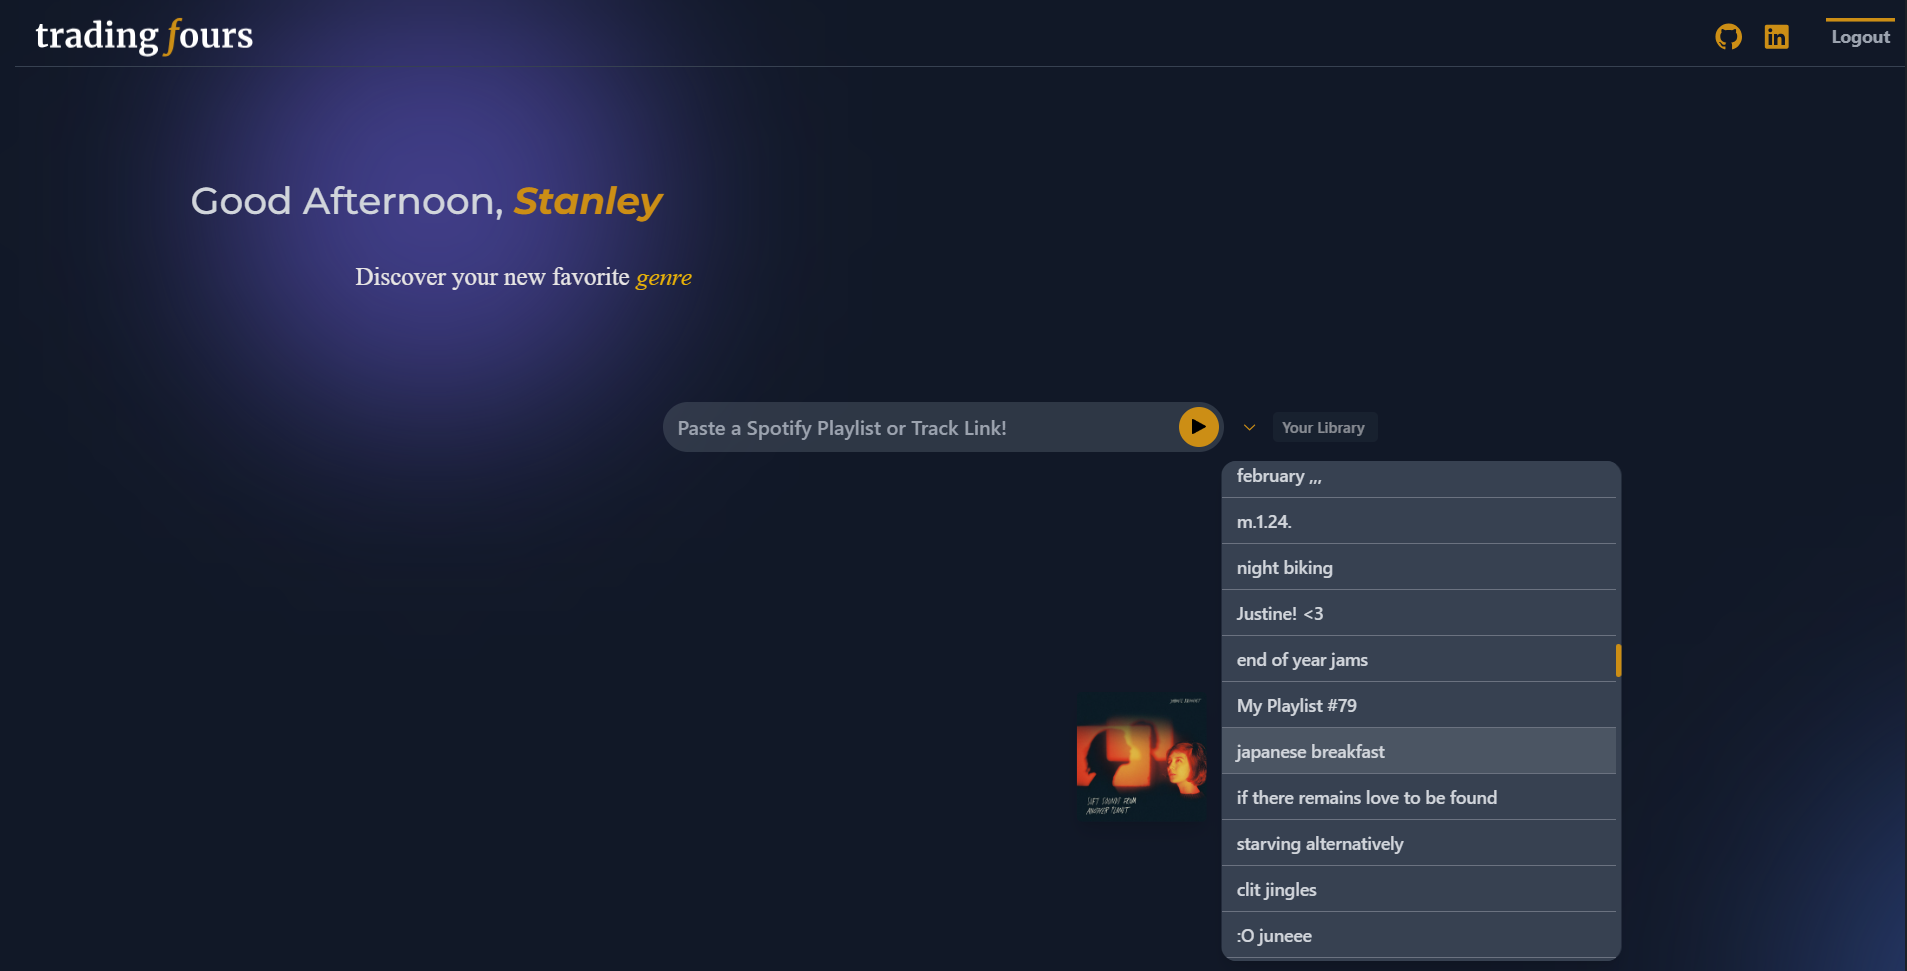 trading fours
Logout
Good Afternoon, Stanley
Discover your new favorite genre
Paste a Spotify Playlist or Track Link!
Your Library
february ,,,
m.1.24.
night biking
Justine! <3
end of year jams
My Playlist #79
japanese breakfast
if there remains love to be found
starving alternatively
clit jingles
:O juneee
SOFT SOUNDS FROM
ANOTHER PLANET